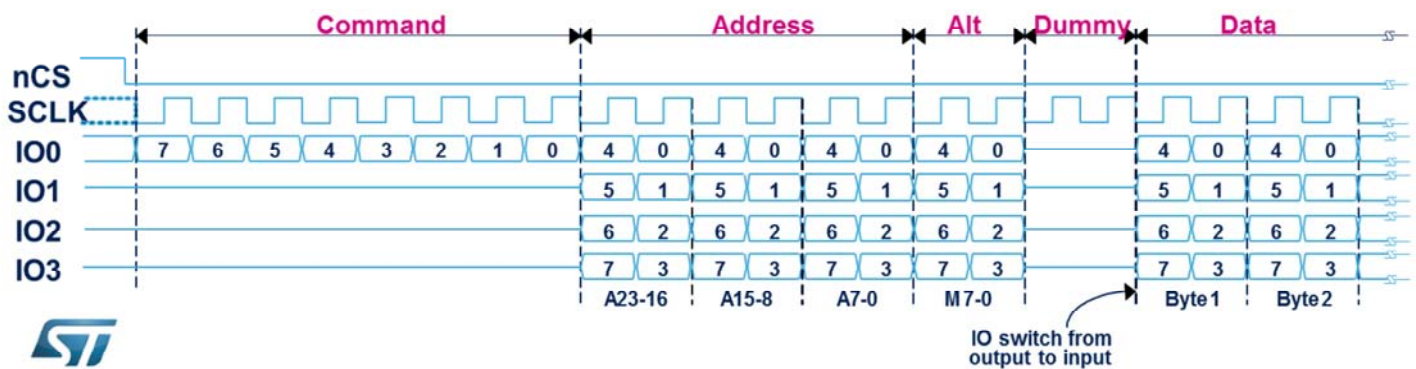 Command Address Alt Dummy Data
nCS
SCLK
IO0 7 6 5 4 3 2 1 0 4 0 4 0 4 0 4 0 4 0 4 0
IO1 5 1 5 1 5 1 5 1 5 1 5 1
IO2 6 2 6 2 6 2 6 2 6 2 6 2
IO3 7 3 7 3 7 3 7 3 7 3 7 3
A23-16 A15-8 A7-0 M7-0 Byte1 Byte2
IO switch from
output to input
ST